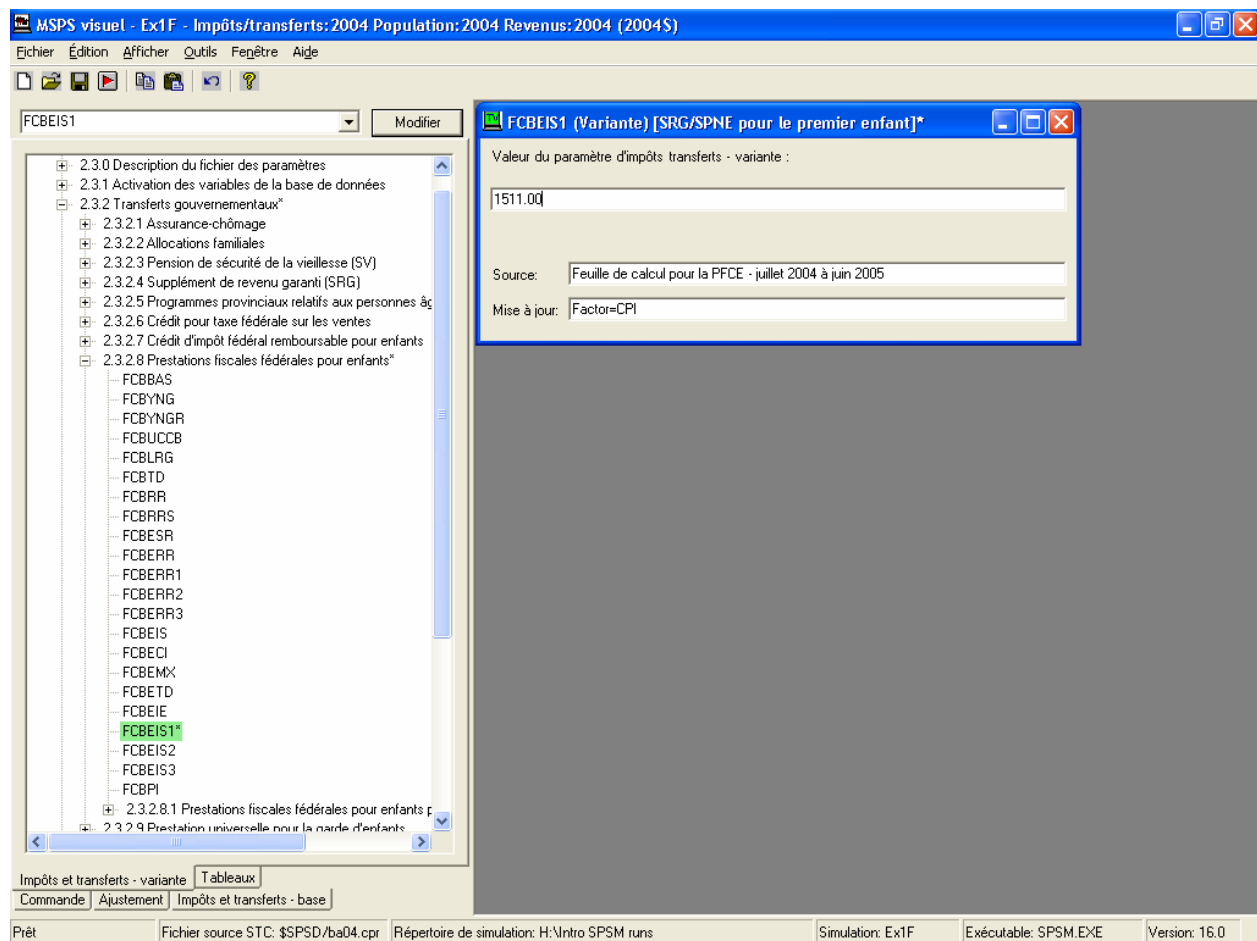 MSPS visuel - Ex1F - Impôts/transferts:2004 Population:2004 Revenus:2004 (2004$)
Fichier Édition Afficher Outils Fenêtre Aide
FCBEIS1 Modifier
2.3.0 Description du fichier des paramètres
2.3.1 Activation des variables de la base de données
2.3.2 Transferts gouvernementaux*
2.3.2.1 Assurance-chômage
2.3.2.2 Allocations familiales
2.3.2.3 Pension de sécurité de la vieillesse (SV)
2.3.2.4 Supplément de revenu garanti (SRG)
2.3.2.5 Programmes provinciaux relatifs aux personnes âg
2.3.2.6 Crédit pour taxe fédérale sur les ventes
2.3.2.7 Crédit d'impôt fédéral remboursable pour enfants
2.3.2.8 Prestations fiscales fédérales pour enfants*
FCBBAS
FCBYNG
FCBYNGR
FCBUCCB
FCBLRG
FCBTD
FCBRR
FCBRRS
FCBESR
FCBERR
FCBERR1
FCBERR2
FCBERR3
FCBEIS
FCBECI
FCBEMX
FCBETD
FCBEIE
FCBEIS1*
FCBEIS2
FCBEIS3
FCBPI
2.3.2.8.1 Prestations fiscales fédérales pour enfants p
2.3.2.9 Prestation universelle pour la garde d'enfants
Impôts et transferts - variante Tableaux
Commande Ajustement Impôts et transferts - base
FCBEIS1 (Variante) [SRG/SPNE pour le premier enfant]*
Valeur du paramètre d'impôts transferts - variante :
1511.00
Source: Feuille de calcul pour la PFCE - juillet 2004 à juin 2005
Mise à jour: Factor=CPI
Prêt Fichier source STC: $SPSD/ba04.cpr Répertoire de simulation: H:\Intro SPSM runs Simulation: Ex1F Exécutable: SPSM.EXE Version: 16.0